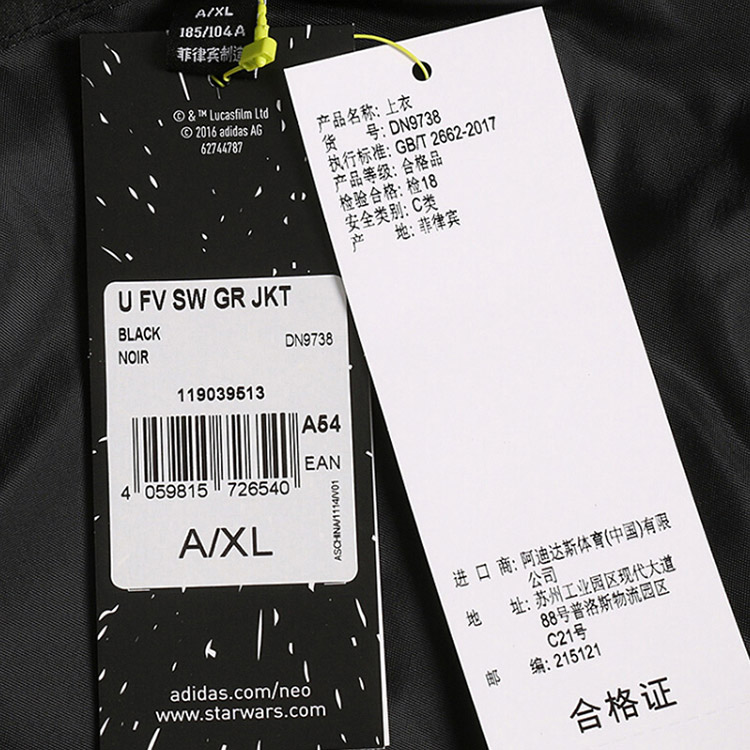 A/XL
185/104A
菲律宾制造
© & ™ Lucasfilm Ltd
© 2016 adidas AG
62744787
U FV SW GR JKT
BLACK
NOIR
DN9738
119039513
A54
EAN
4 059815 726540
ASCHINA/1114/V01
A/XL
adidas.com/neo
www.starwars.com
产品名称: 上衣
货 号: DN9738
执行标准: GB/T 2662-2017
产品等级: 合格品
检验合格: 检18
安全类别: C类
产 地: 菲律宾
进 口 商: 阿迪达斯体育(中国)有限
公司
地 址: 苏州工业园区现代大道
88号普洛斯物流园区
C21号
邮 编: 215121
合格证